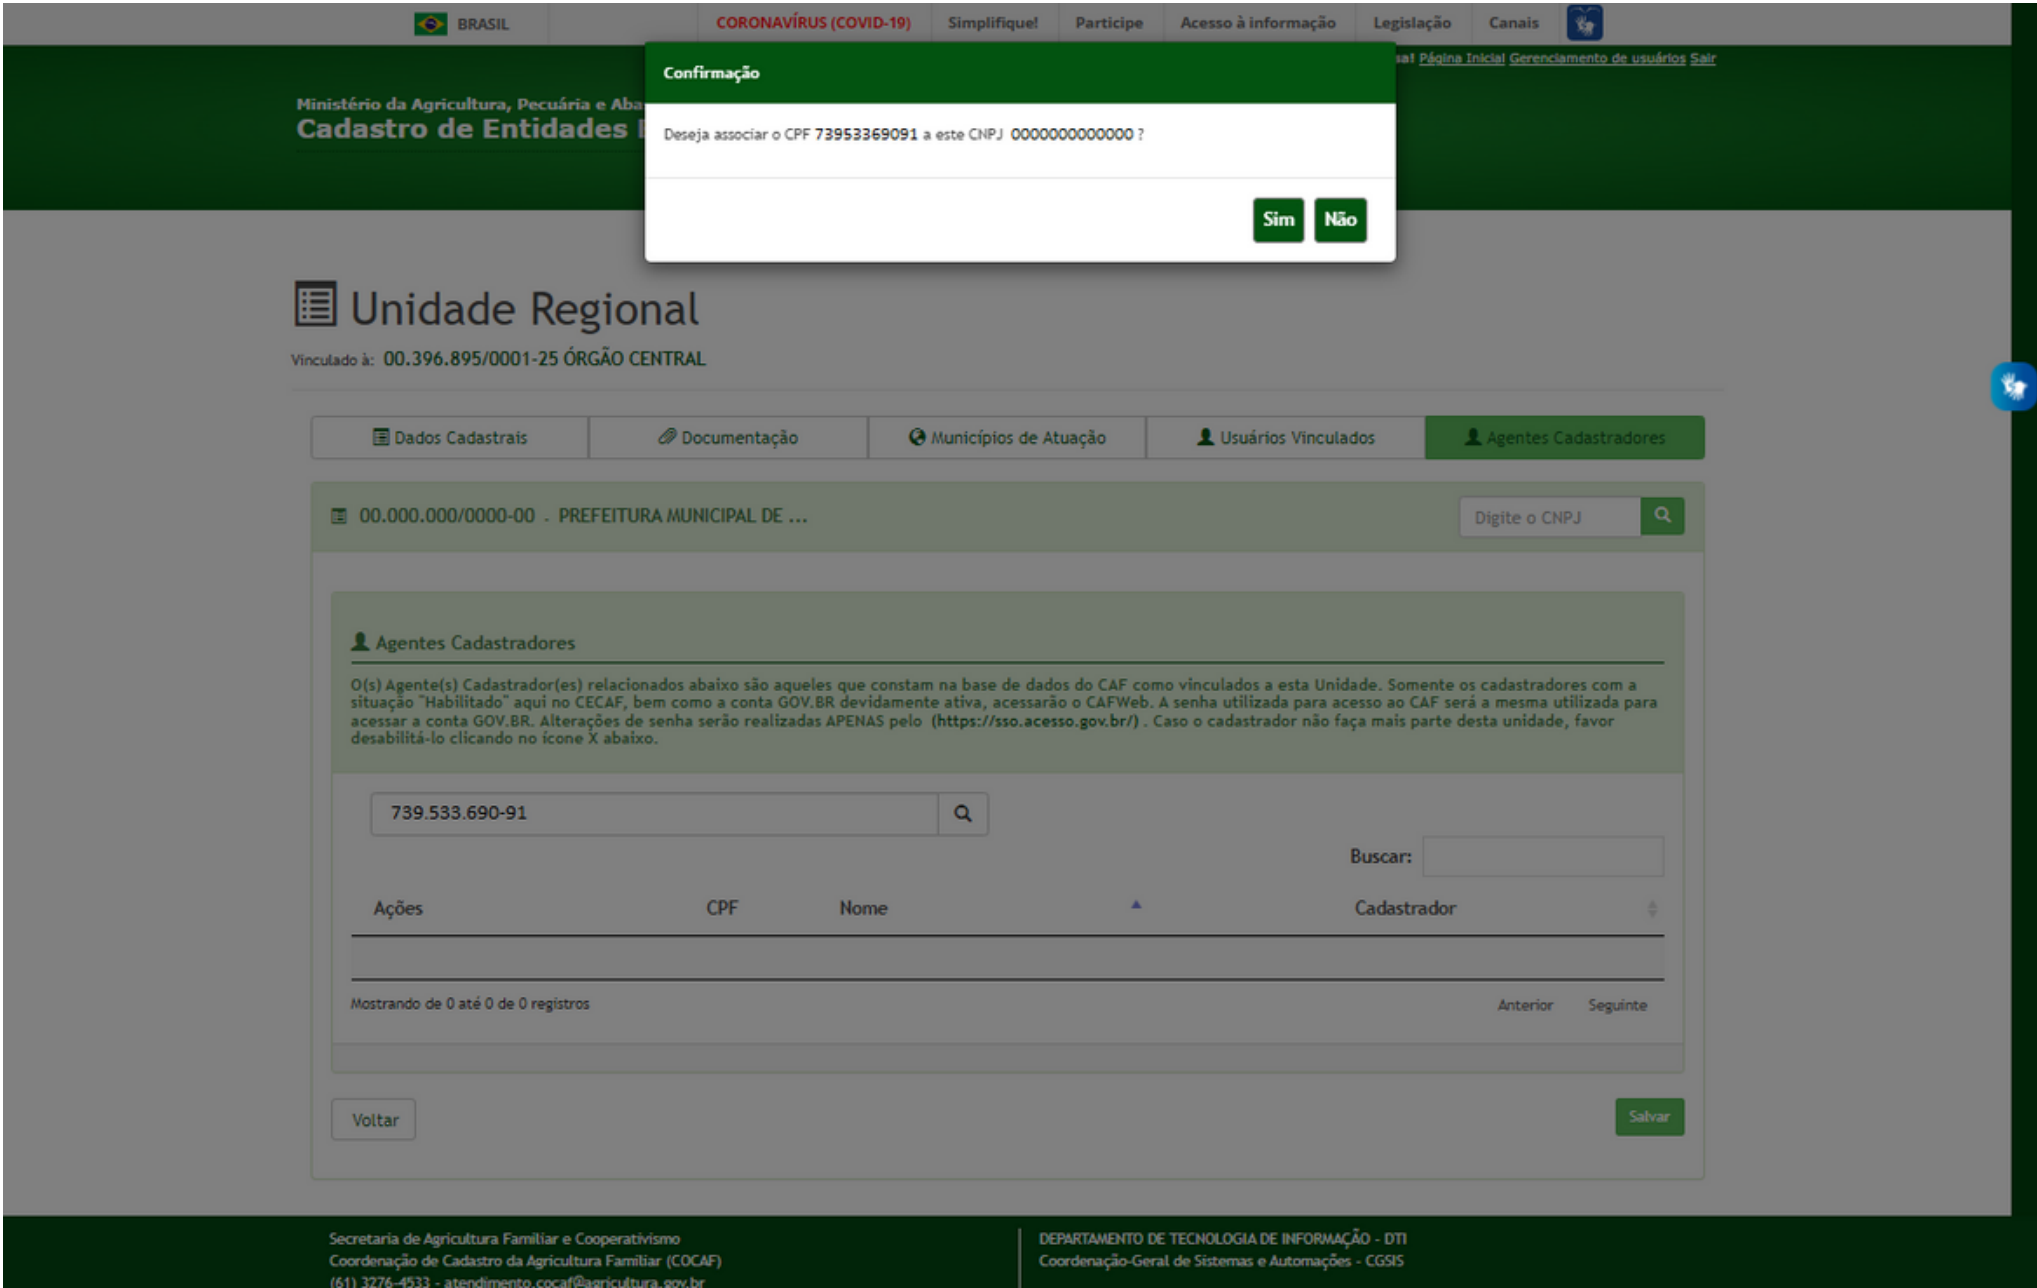 BRASIL
CORONAVÍRUS (COVID-19) Simplifique! Participe Acesso à informação Legislação Canais
sa! Página Inicial Gerenciamento de usuários Sair
Confirmação
Ministério da Agricultura, Pecuária e Aba
Cadastro de Entidades
Deseja associar o CPF 73953369091 a este CNPJ 0000000000000 ?
Sim Não
Unidade Regional
Vinculado à: 00.396.895/0001-25 ÓRGÃO CENTRAL
Dados Cadastrais Documentação Municípios de Atuação Usuários Vinculados Agentes Cadastradores
00.000.000/0000-00 - PREFEITURA MUNICIPAL DE ... Digite o CNPJ
Agentes Cadastradores
O(s) Agente(s) Cadastrador(es) relacionados abaixo são aqueles que constam na base de dados do CAF como vinculados a esta Unidade. Somente os cadastradores com a
situação "Habilitado" aqui no CECAF, bem como a conta GOV.BR devidamente ativa, acessarão o CAFWeb. A senha utilizada para acesso ao CAF será a mesma utilizada para
acessar a conta GOV.BR. Alterações de senha serão realizadas APENAS pelo (https://sso.acesso.gov.br/) . Caso o cadastrador não faça mais parte desta unidade, favor
desabilitá-lo clicando no ícone X abaixo.
739.533.690-91
Buscar:
Ações CPF Nome Cadastrador
Mostrando de 0 até 0 de 0 registros Anterior Seguinte
Voltar Salvar
Secretaria de Agricultura Familiar e Cooperativismo
Coordenação de Cadastro da Agricultura Familiar (COCAF)
(61) 3276-4533 - atendimento.cocaf@agricultura.gov.br
DEPARTAMENTO DE TECNOLOGIA DE INFORMAÇÃO - DTI
Coordenação-Geral de Sistemas e Automações - CGSIS